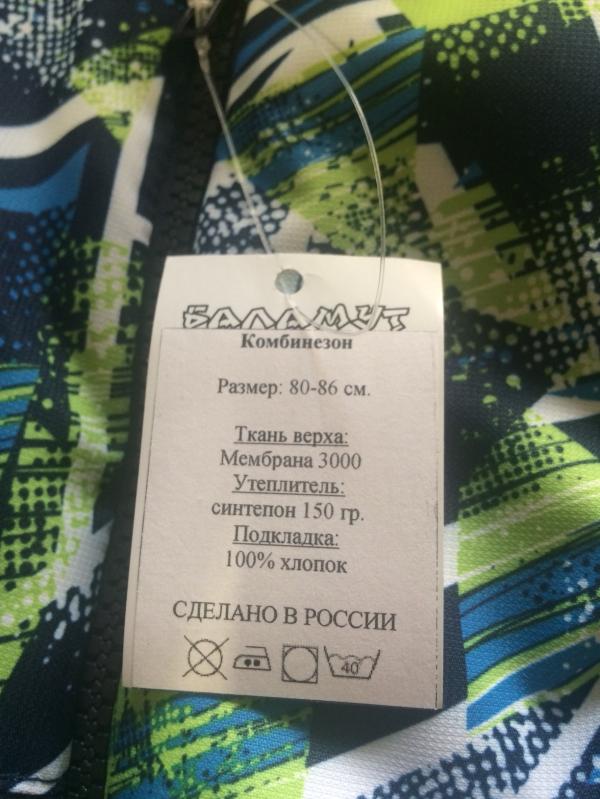 БАЛАМУТ
Комбинезон
Размер: 80-86 см.
Ткань верха:
Мембрана 3000
Утеплитель:
синтепон 150 гр.
Подкладка:
100% хлопок
СДЕЛАНО В РОССИИ
40